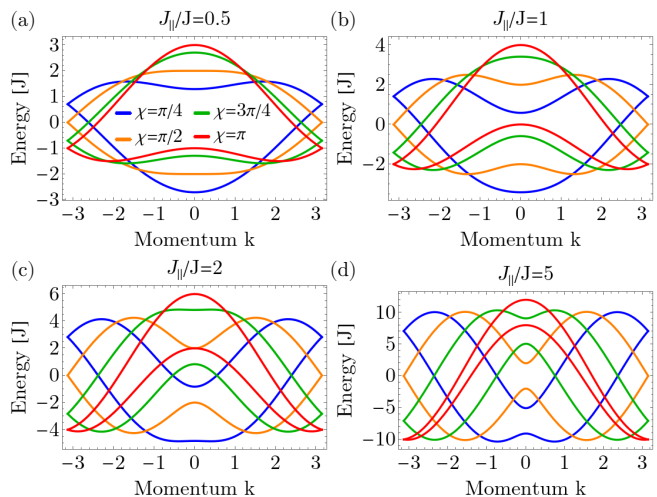 (a) J∥/J=0.5
Energy [J]
3
2
1
0
−1
−2
−3
χ=π/4 χ=3π/4
χ=π/2 χ=π
−3 −2 −1 0 1 2 3
Momentum k
(b) J∥/J=1
Energy [J]
4
2
0
−2
−3 −2 −1 0 1 2 3
Momentum k
(c) J∥/J=2
Energy [J]
6
4
2
0
−2
−4
−3 −2 −1 0 1 2 3
Momentum k
(d) J∥/J=5
Energy [J]
10
5
0
−5
−10
−3 −2 −1 0 1 2 3
Momentum k